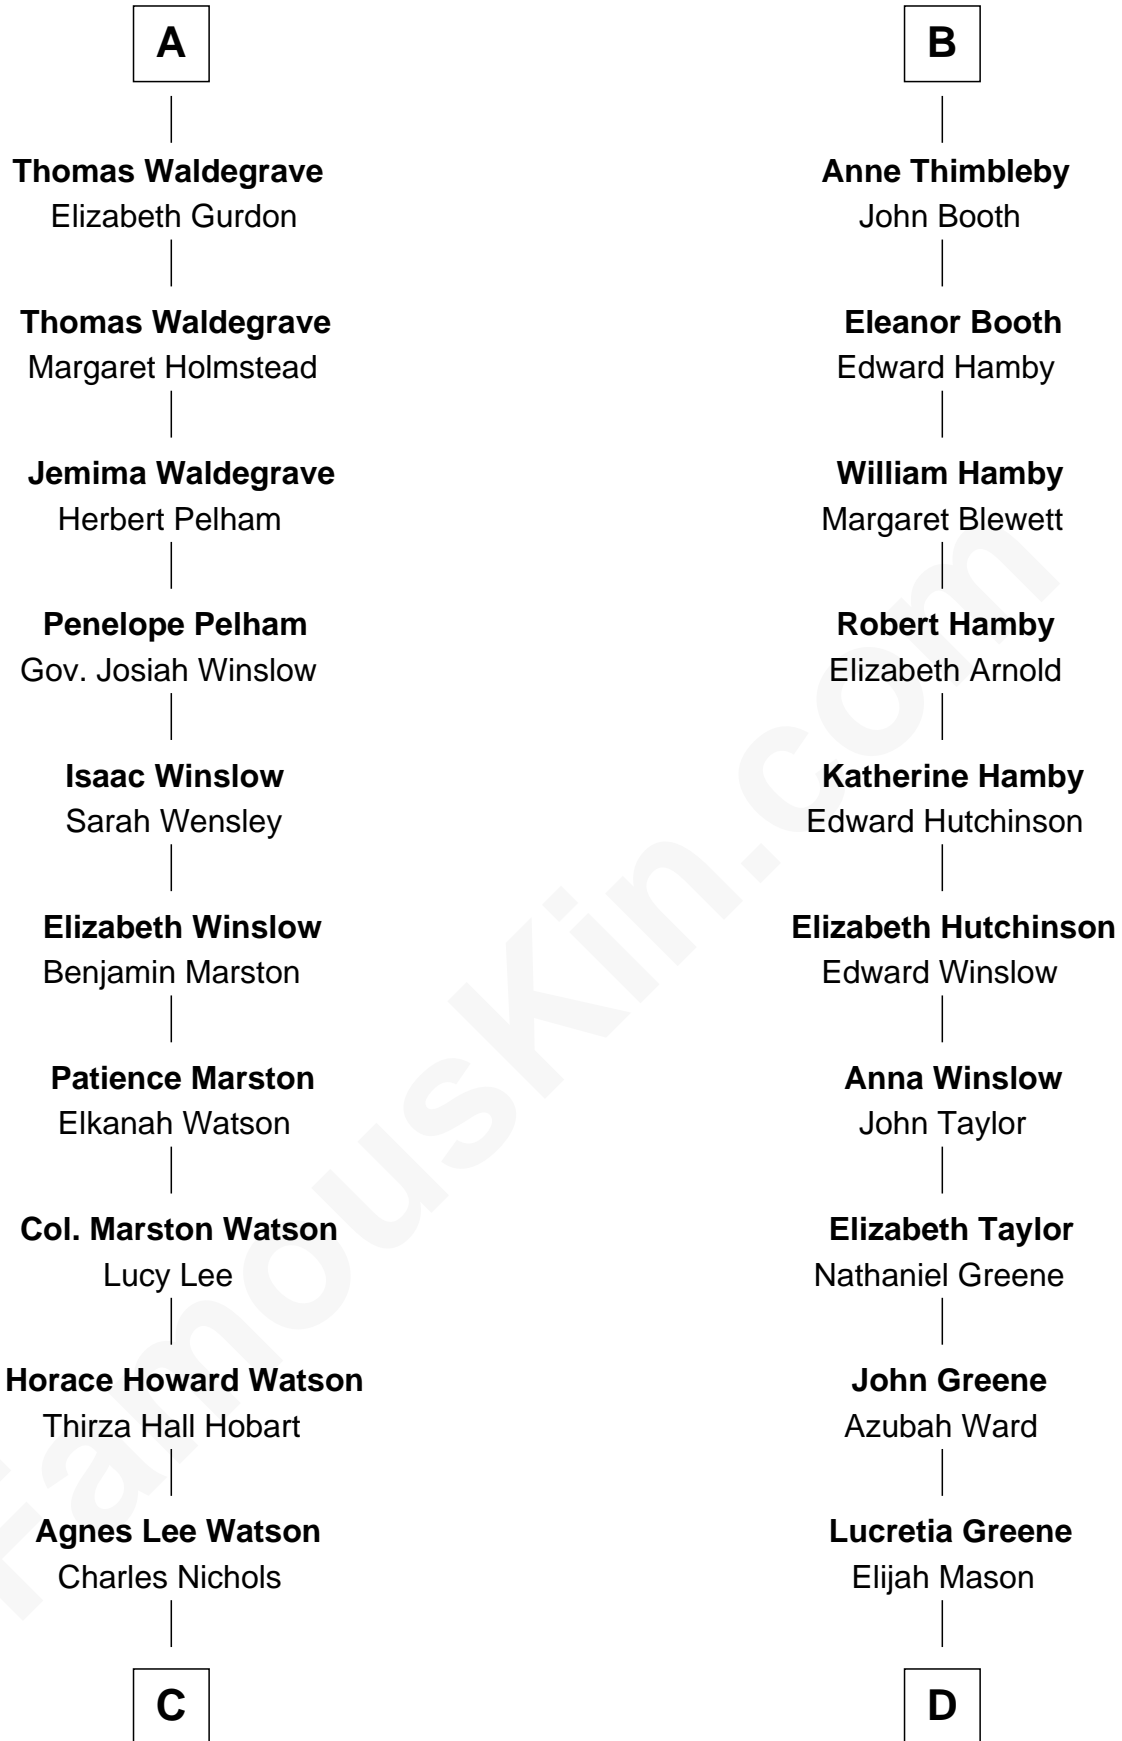 A
Thomas Waldegrave
Elizabeth Gurdon
Thomas Waldegrave
Margaret Holmstead
Jemima Waldegrave
Herbert Pelham
Penelope Pelham
Gov. Josiah Winslow
Isaac Winslow
Sarah Wensley
Elizabeth Winslow
Benjamin Marston
Patience Marston
Elkanah Watson
Col. Marston Watson
Lucy Lee
Horace Howard Watson
Thirza Hall Hobart
Agnes Lee Watson
Charles Nichols
C
B
Anne Thimbleby
John Booth
Eleanor Booth
Edward Hamby
William Hamby
Margaret Blewett
Robert Hamby
Elizabeth Arnold
Katherine Hamby
Edward Hutchinson
Elizabeth Hutchinson
Edward Winslow
Anna Winslow
John Taylor
Elizabeth Taylor
Nathaniel Greene
John Greene
Azubah Ward
Lucretia Greene
Elijah Mason
D
FamousKin.com